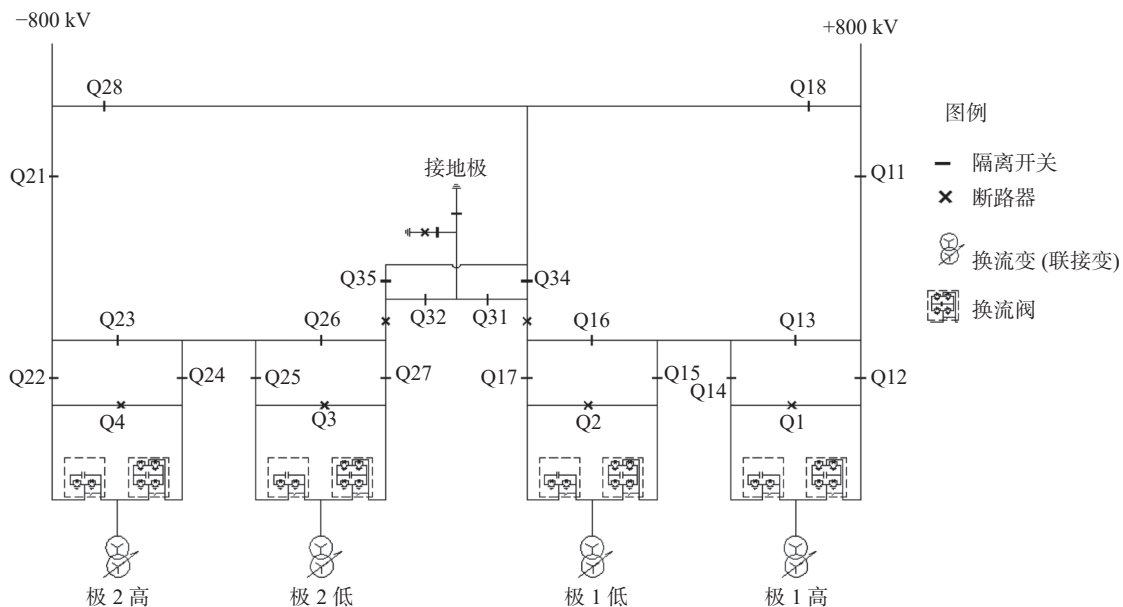 −800 kV
+800 kV
Q28
Q18
图例
接地极
隔离开关
Q21
Q11
断路器
换流变 (联接变)
Q35
Q34
Q32
Q31
换流阀
Q23
Q26
Q16
Q13
Q22
Q24
Q25
Q27
Q17
Q15
Q14
Q12
Q4
Q3
Q2
Q1
极 2 高
极 2 低
极 1 低
极 1 高